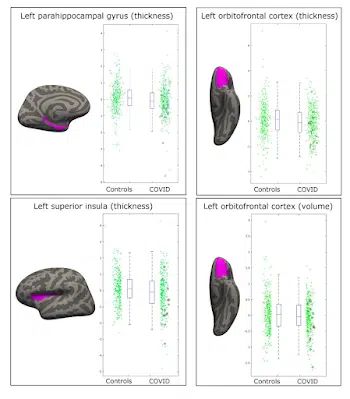 Left parahippocampal gyrus (thickness)
Controls COVID
Left orbitofrontal cortex (thickness)
Controls COVID
Left superior insula (thickness)
Controls COVID
Left orbitofrontal cortex (volume)
Controls COVID